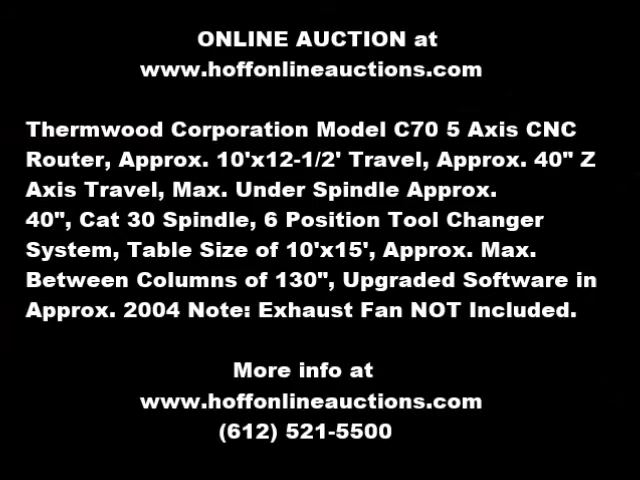 ONLINE AUCTION at
www.hoffonlineauctions.com
Thermwood Corporation Model C70 5 Axis CNC
Router, Approx. 10'x12-1/2' Travel, Approx. 40" Z
Axis Travel, Max. Under Spindle Approx.
40", Cat 30 Spindle, 6 Position Tool Changer
System, Table Size of 10'x15', Approx. Max.
Between Columns of 130", Upgraded Software in
Approx. 2004 Note: Exhaust Fan NOT Included.
More info at
www.hoffonlineauctions.com
(612) 521-5500